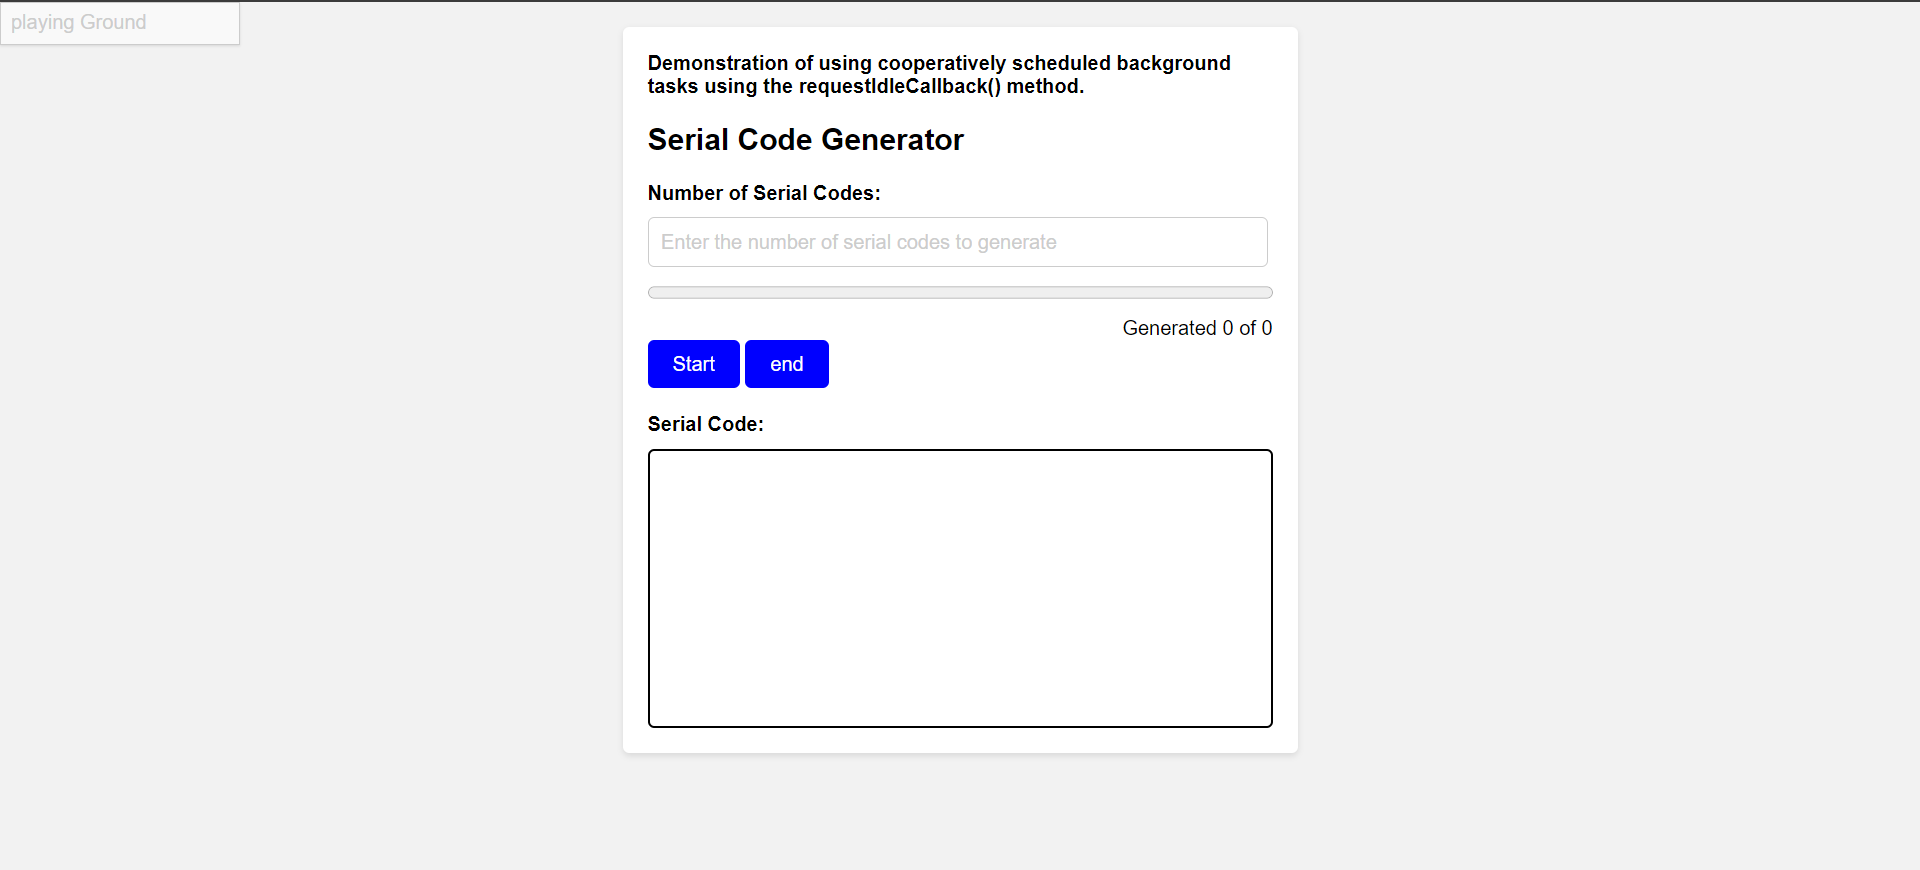 playing Ground
Demonstration of using cooperatively scheduled background
tasks using the requestIdleCallback() method.
Serial Code Generator
Number of Serial Codes:
Enter the number of serial codes to generate
Generated 0 of 0
Start end
Serial Code: